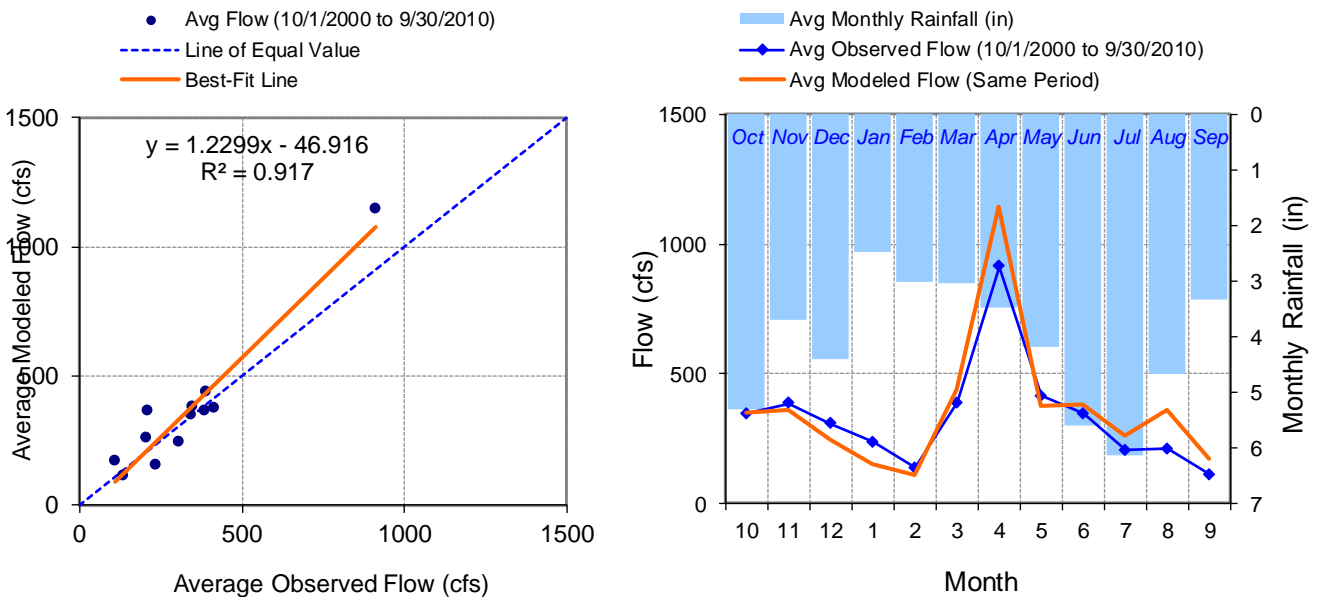 Avg Flow (10/1/2000 to 9/30/2010)
Line of Equal Value
Best-Fit Line
1500
1000
500
0
Average Modeled Flow (cfs)
y = 1.2299x - 46.916
R² = 0.917
0 500 1000 1500
Average Observed Flow (cfs)
Avg Monthly Rainfall (in)
Avg Observed Flow (10/1/2000 to 9/30/2010)
Avg Modeled Flow (Same Period)
1500
1000
500
0
Flow (cfs)
Oct Nov Dec Jan Feb Mar Apr May Jun Jul Aug Sep
0
1
2
3
4
5
6
7
Monthly Rainfall (in)
10 11 12 1 2 3 4 5 6 7 8 9
Month